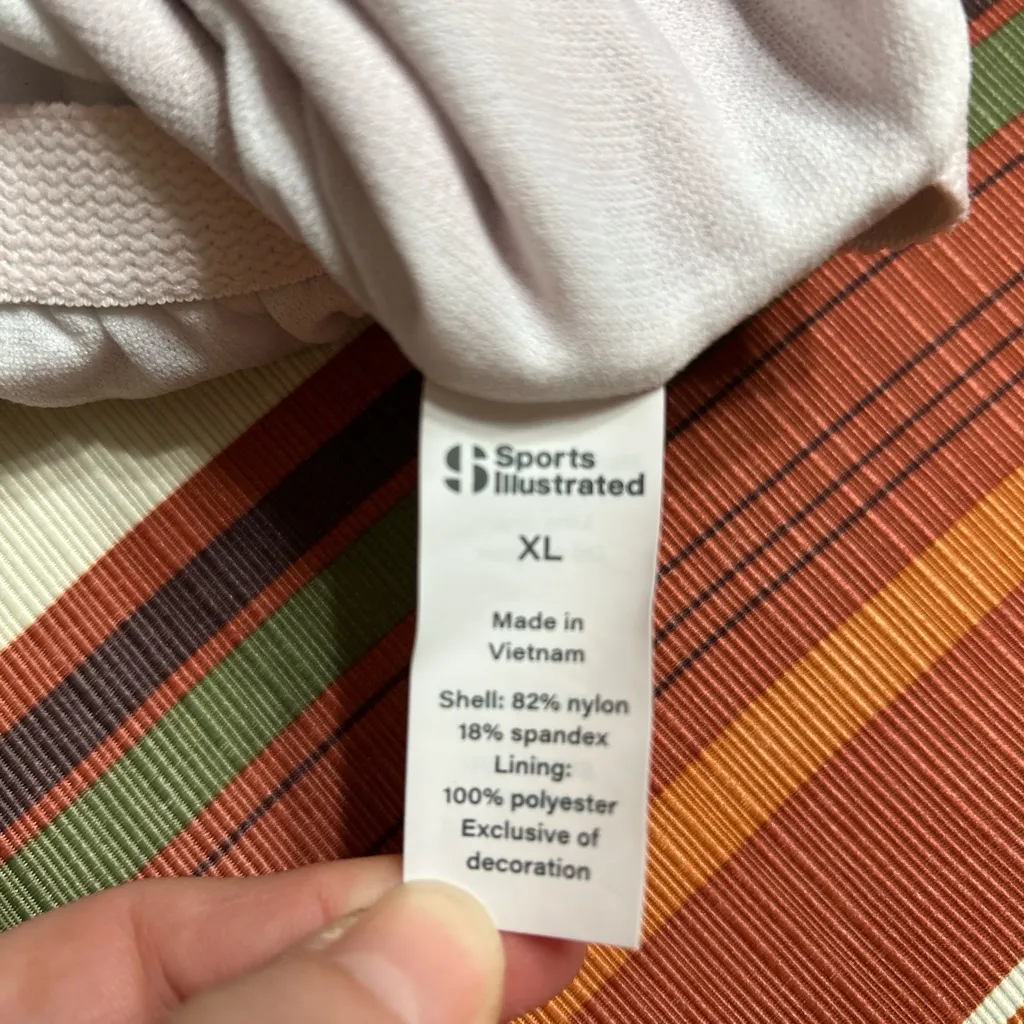 Sports
Illustrated
XL
Made in
Vietnam
Shell: 82% nylon
18% spandex
Lining:
100% polyester
Exclusive of
decoration